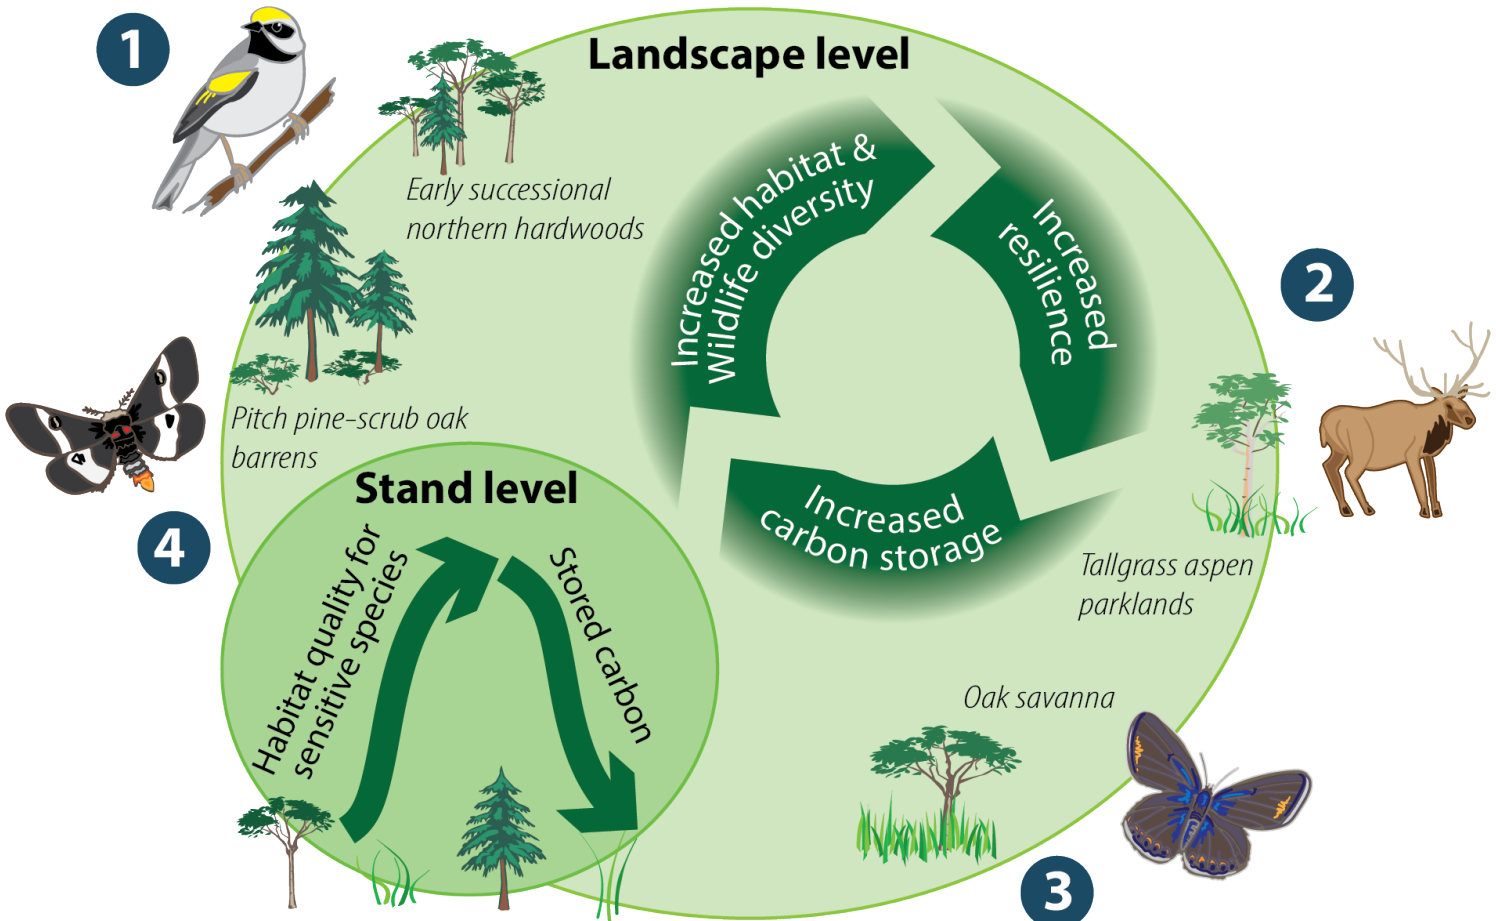 Landscape level
1
Early successional
northern hardwoods
Increased habitat &
Wildlife diversity
Increased
resilience
2
Pitch pine-scrub oak
barrens
Stand level
Increased
carbon storage
4
Habitat quality for
sensitive species
Stored carbon
Tallgrass aspen
parklands
Oak savanna
3